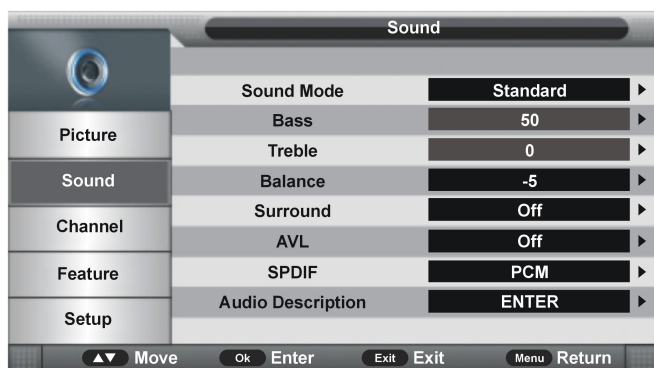 Sound
Sound Mode Standard
Bass 50
Treble 0
Balance -5
Surround Off
AVL Off
SPDIF PCM
Audio Description ENTER
Picture
Sound
Channel
Feature
Setup
▲▼ Move Ok Enter Exit Exit Menu Return